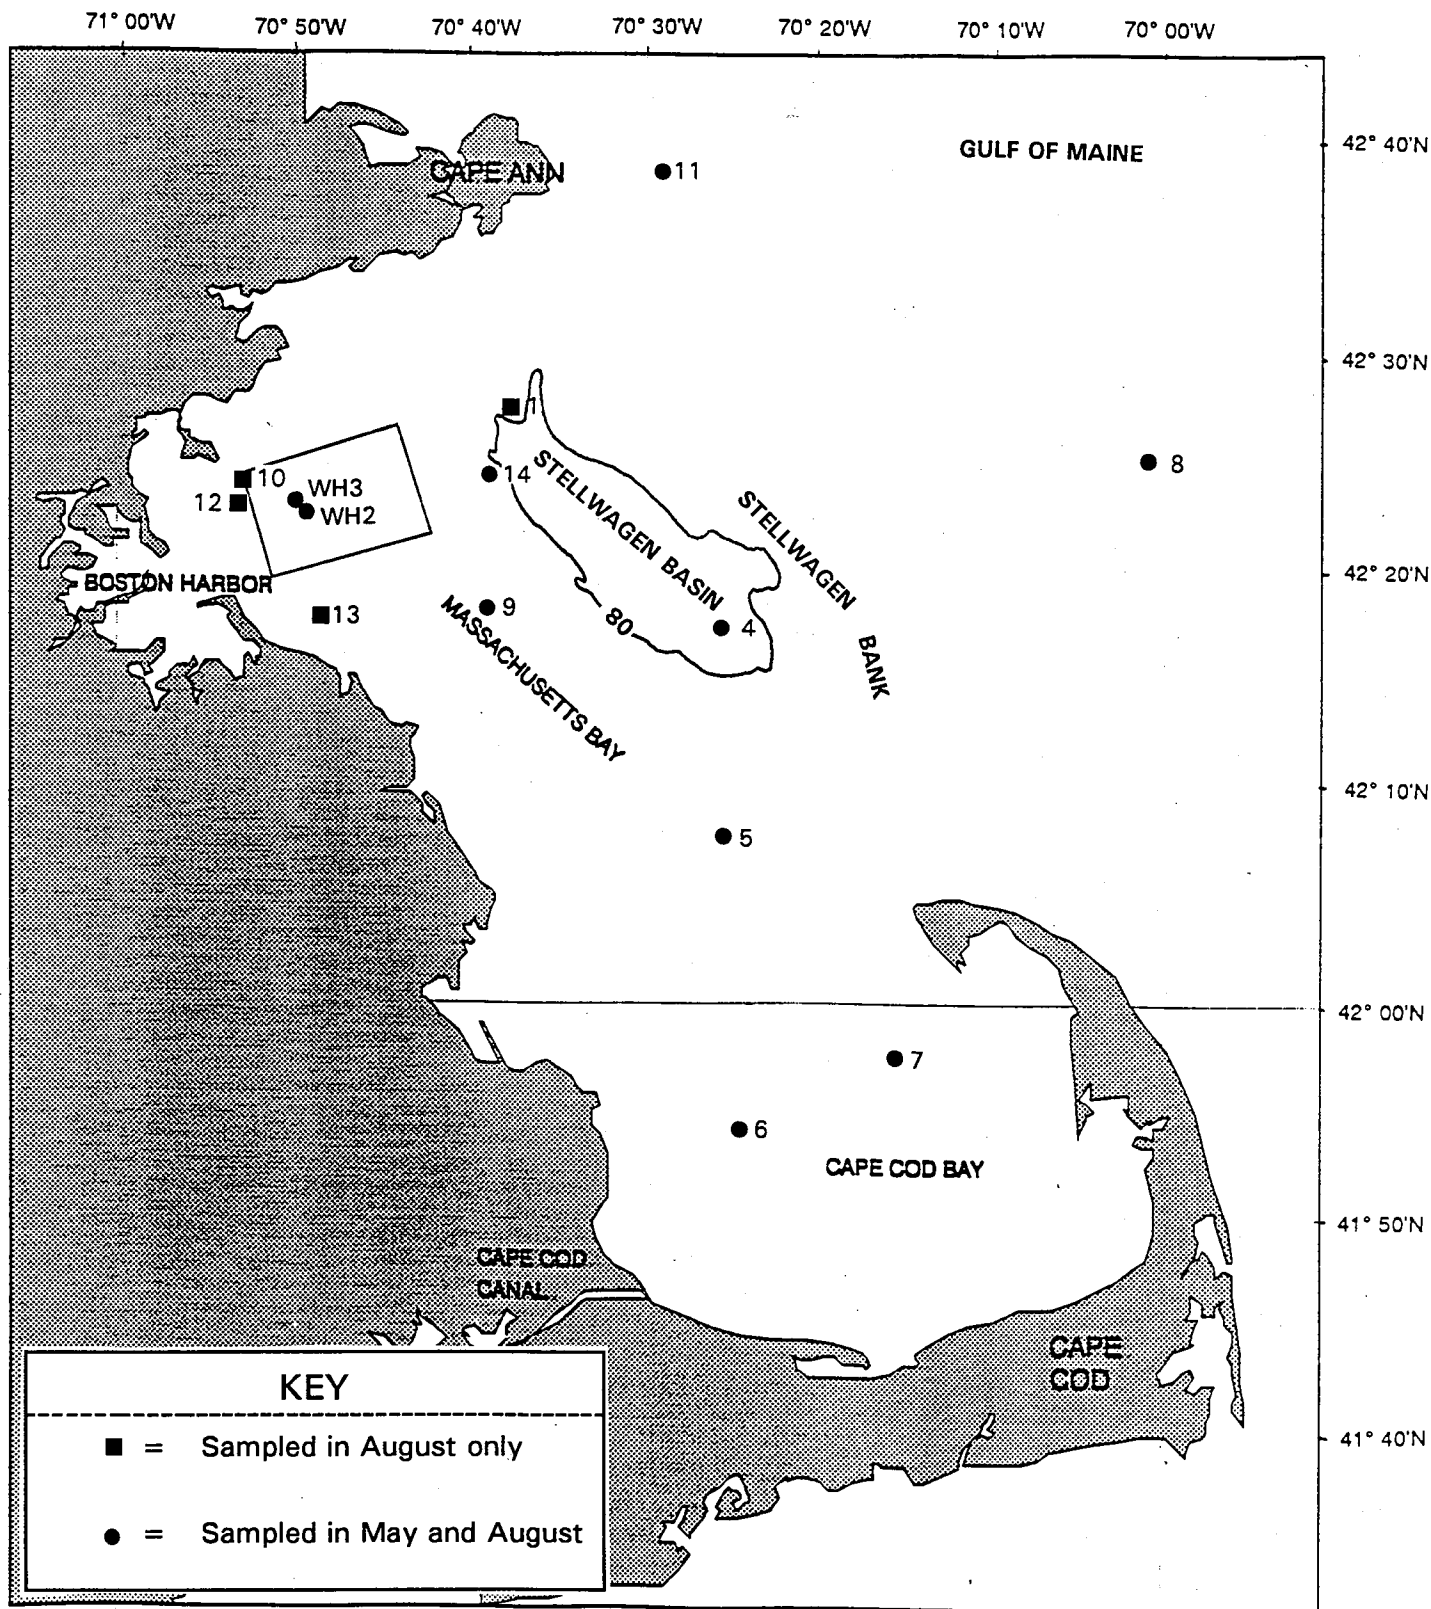 71° 00'W 70° 50'W 70° 40'W 70° 30'W 70° 20'W 70° 10'W 70° 00'W
42° 40'N
GULF OF MAINE
CAPE ANN
11
42° 30'N
1
8
14
10
WH3
12
WH2
STELLWAGEN BASIN
STELLWAGEN
BANK
42° 20'N
BOSTON HARBOR
13
9
80
4
MASSACHUSETTS BAY
42° 10'N
5
42° 00'N
7
6
CAPE COD BAY
41° 50'N
CAPE COD
CANAL
CAPE
COD
41° 40'N
KEY
■ = Sampled in August only
● = Sampled in May and August